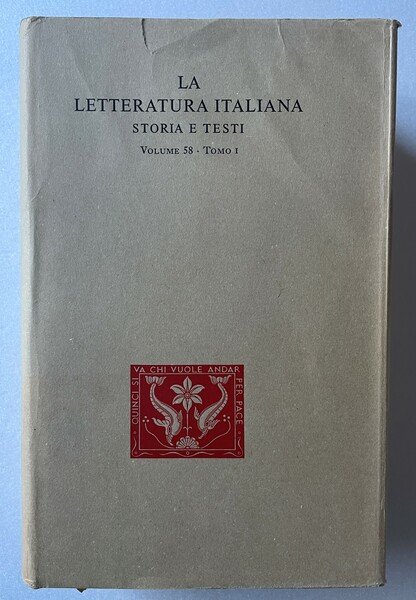 LA
LETTERATURA ITALIANA
STORIA E TESTI
VOLUME 58 · TOMO I
QUINCI SI
VA CHI VUOLE ANDAR
PER PACE